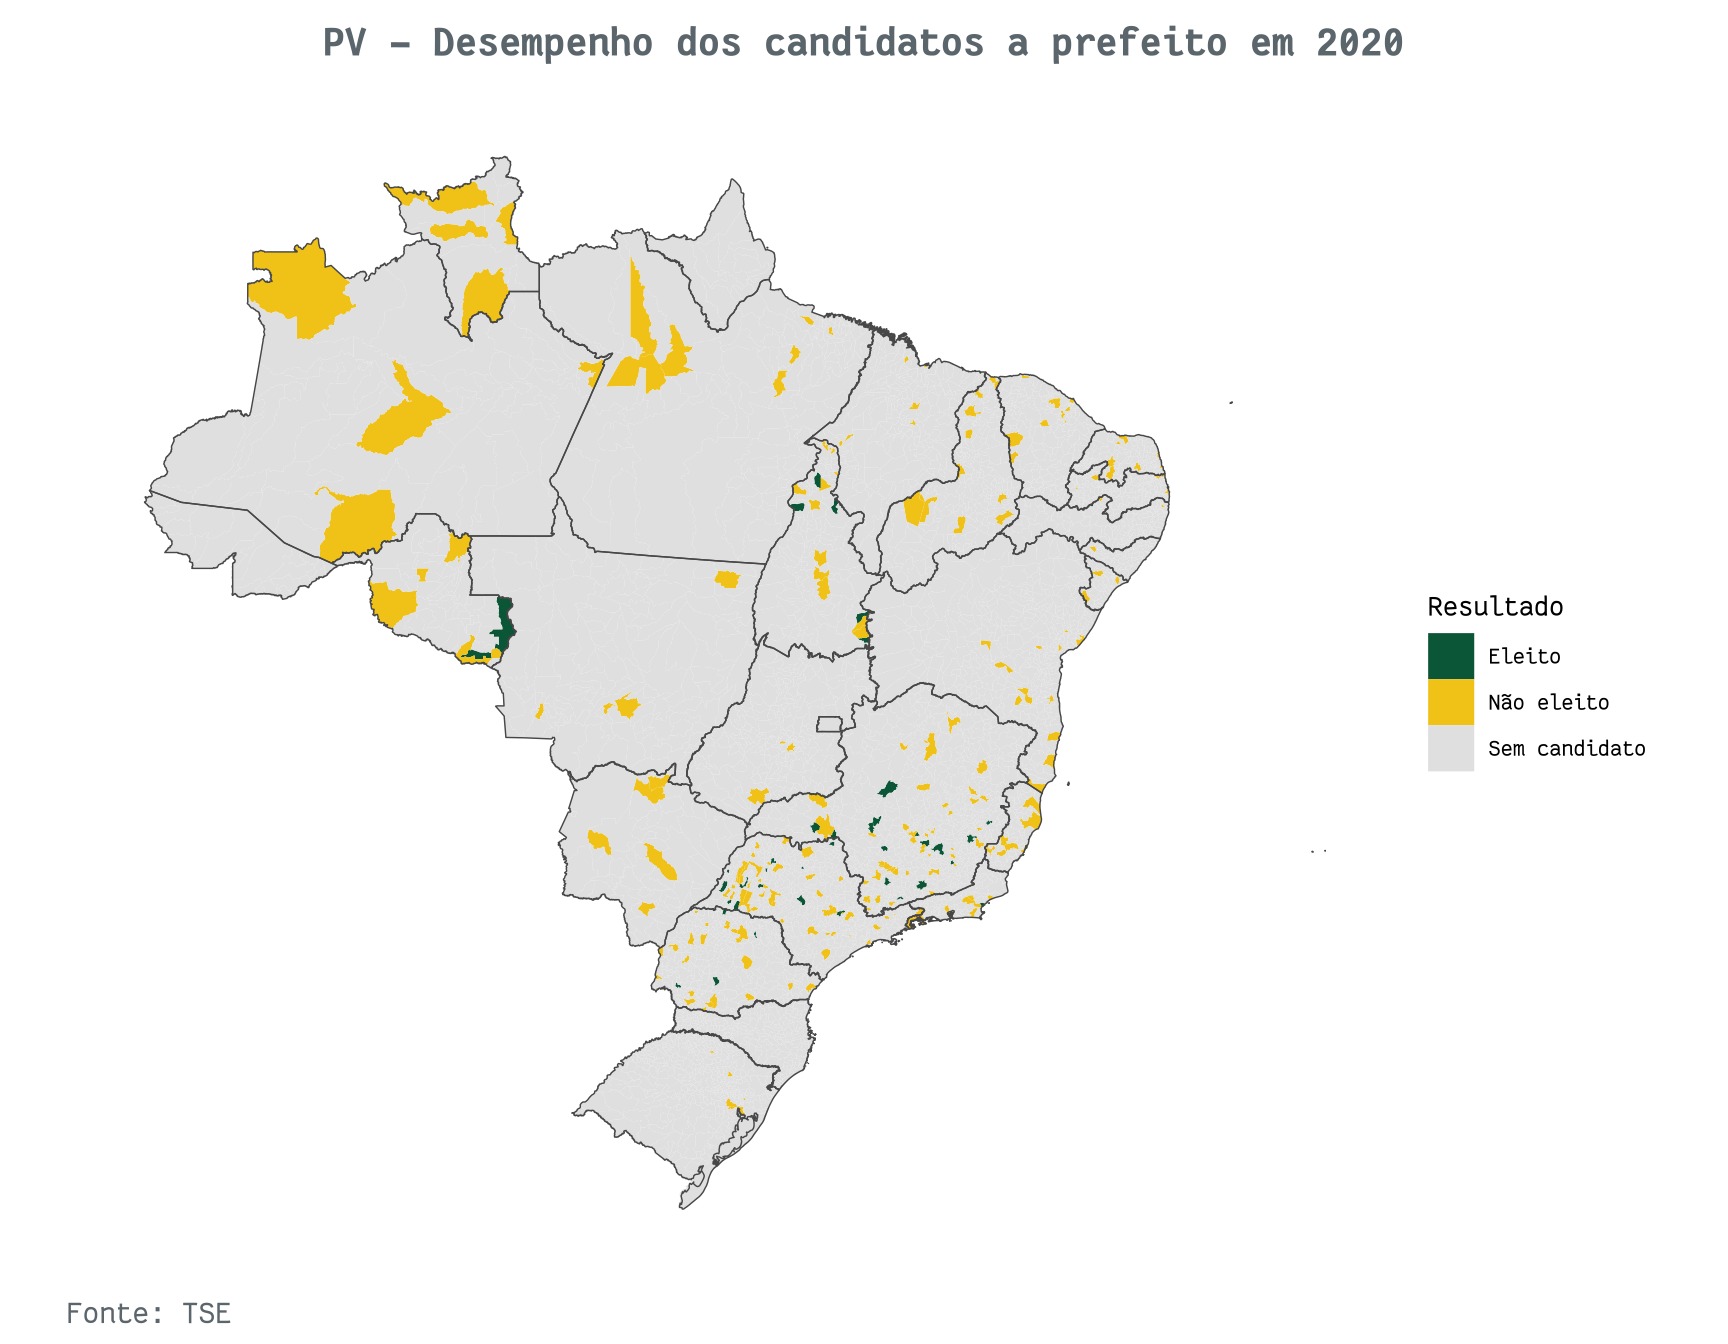 PV – Desempenho dos candidatos a prefeito em 2020
Resultado
Eleito
Não eleito
Sem candidato
Fonte: TSE